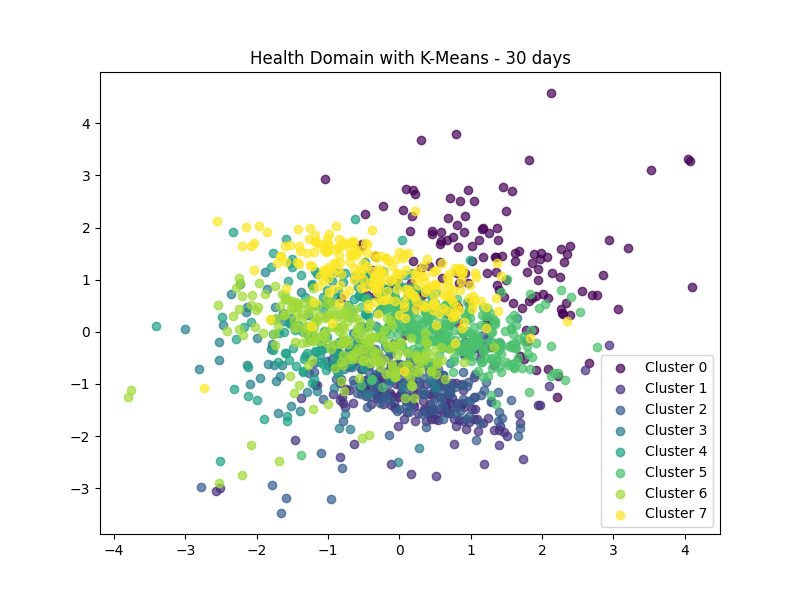 Health Domain with K-Means - 30 days
4
3
2
1
0
−1
−2
−3
−4
−3
−2
−1
0
1
2
3
4
Cluster 0
Cluster 1
Cluster 2
Cluster 3
Cluster 4
Cluster 5
Cluster 6
Cluster 7